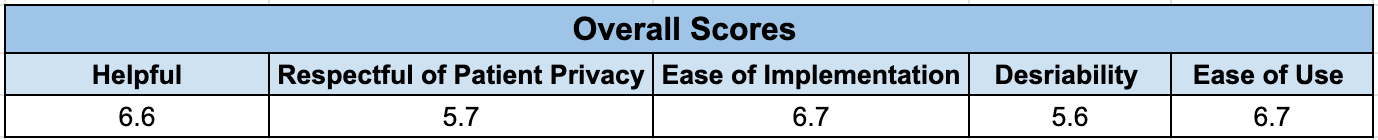 Overall Scores
Helpful Respectful of Patient Privacy Ease of Implementation Desriability Ease of Use
6.6 5.7 6.7 5.6 6.7